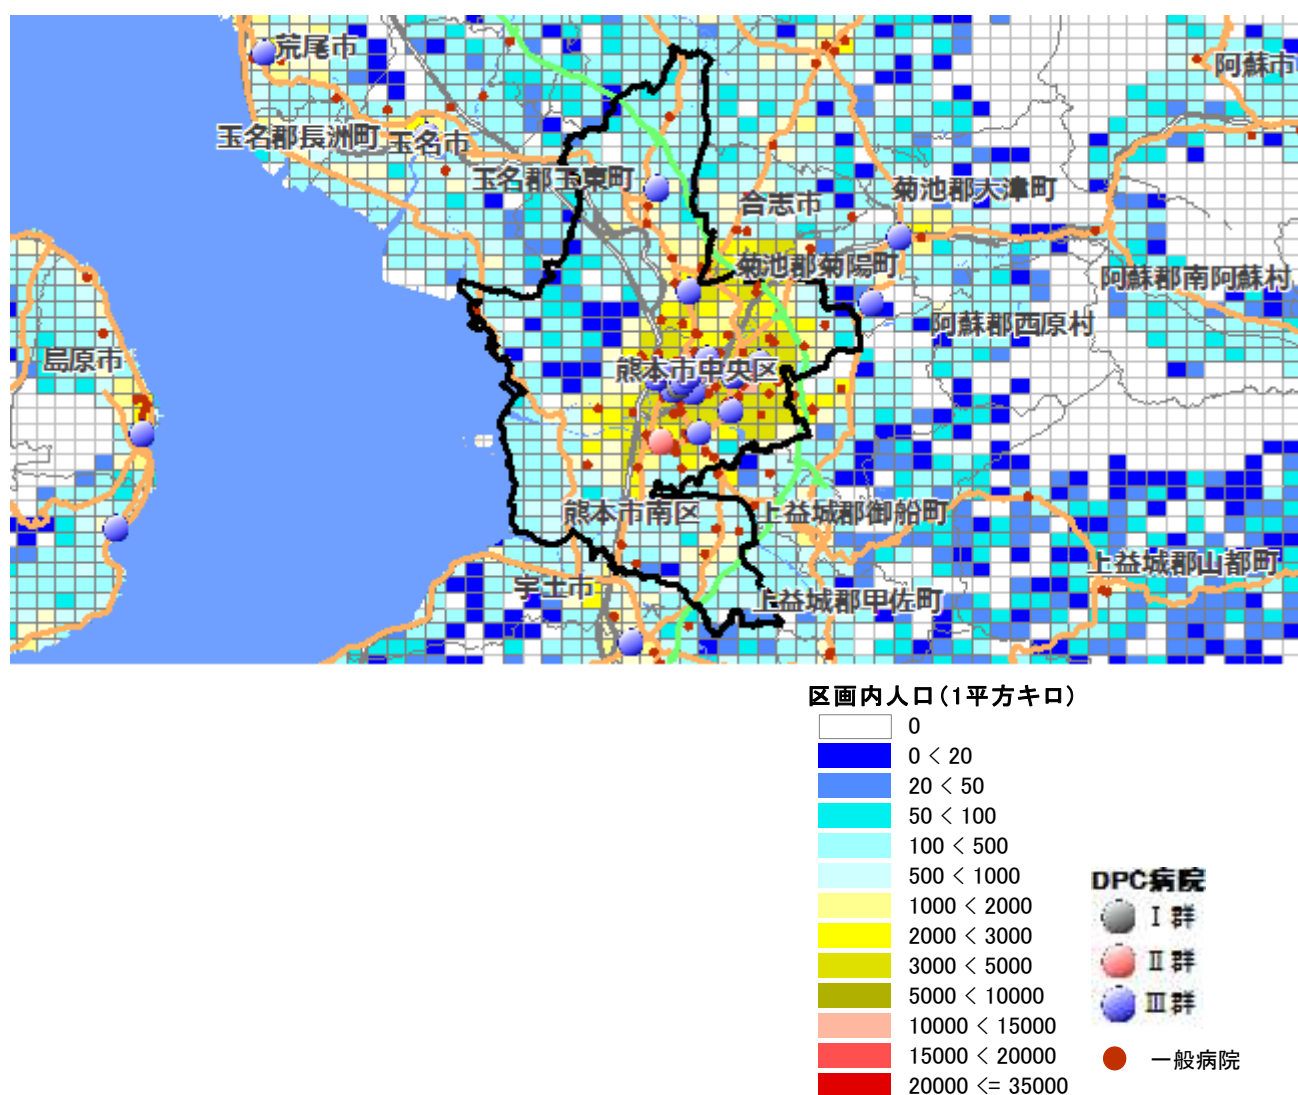 荒尾市
阿蘇市
玉名郡長洲町
玉名市
玉名郡玉東町
菊池郡大津町
合志市
菊池郡菊陽町
阿蘇郡南阿蘇村
阿蘇郡西原村
島原市
熊本市中央区
熊本市南区
上益城郡御船町
上益城郡山都町
宇土市
上益城郡甲佐町
区画内人口(1平方キロ)
0
0 < 20
20 < 50
50 < 100
100 < 500
500 < 1000
1000 < 2000
2000 < 3000
3000 < 5000
5000 < 10000
10000 < 15000
15000 < 20000
20000 <= 35000
DPC病院
Ⅰ群
Ⅱ群
Ⅲ群
一般病院